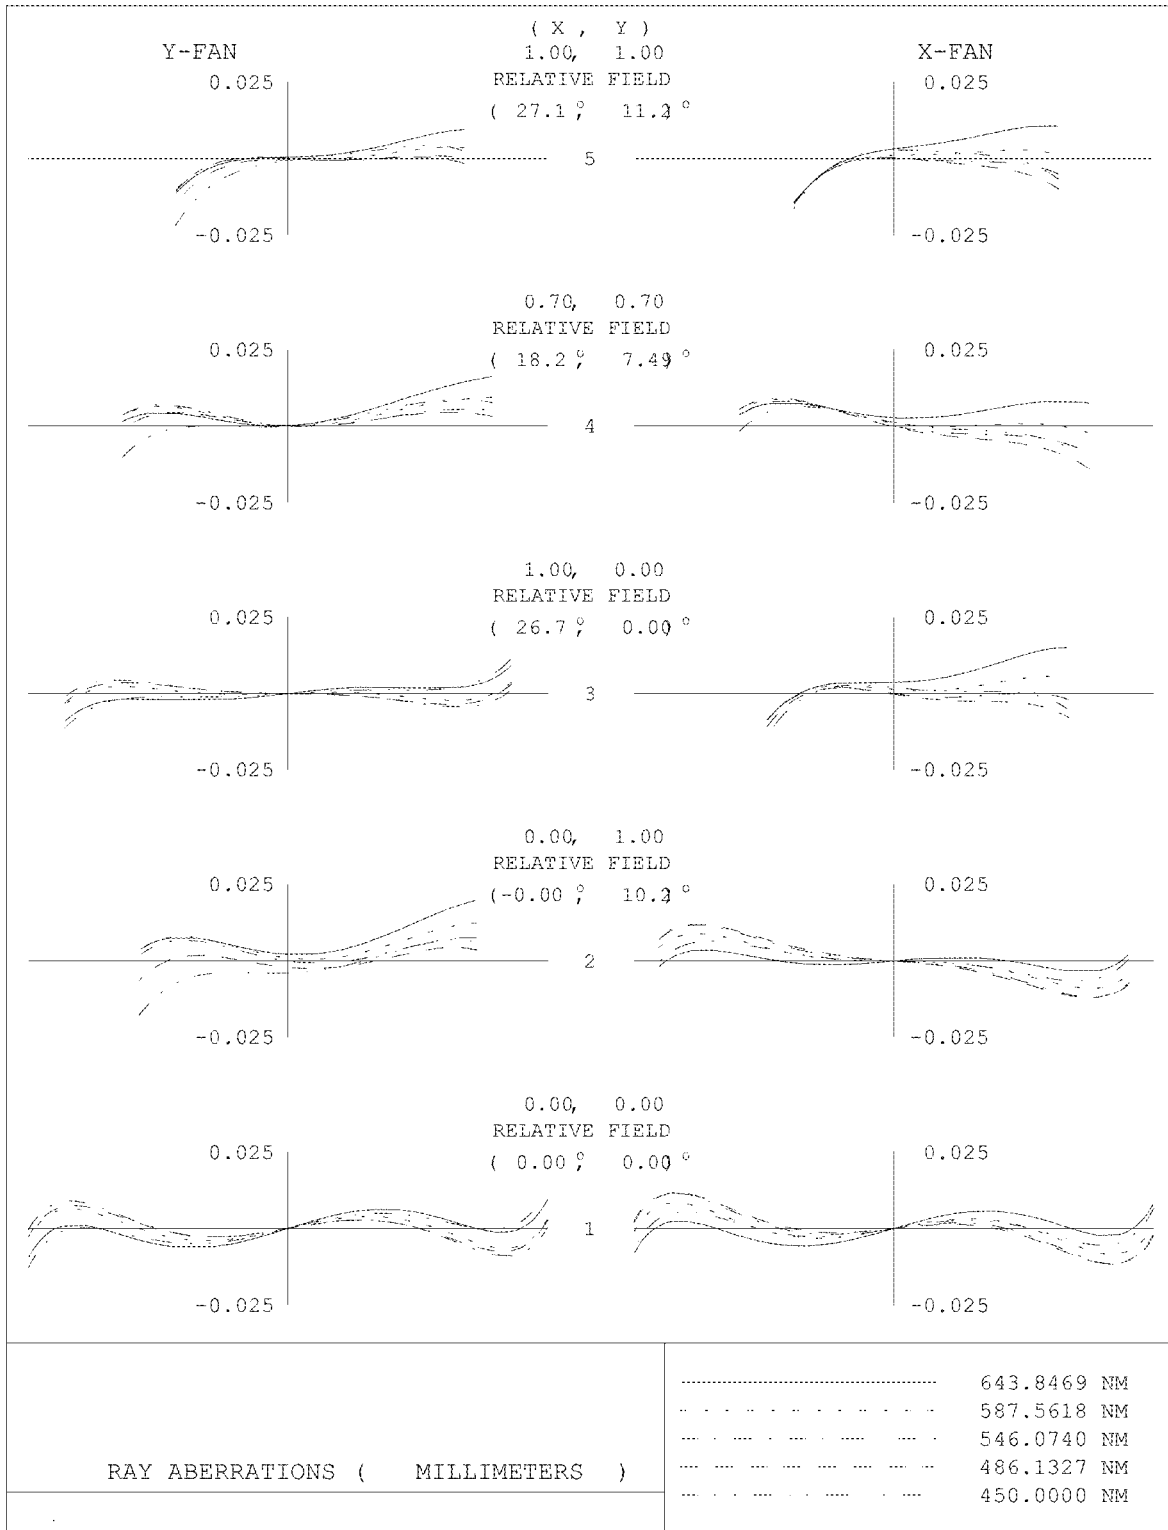 ( X , Y )
Y-FAN 1.00, 1.00 X-FAN
0.025 RELATIVE FIELD 0.025
( 27.1°, 11.2)°
5
-0.025 -0.025
0.70, 0.70
RELATIVE FIELD
0.025 ( 18.2°, 7.49)° 0.025
4
-0.025 -0.025
1.00, 0.00
RELATIVE FIELD
0.025 ( 26.7°, 0.00)° 0.025
3
-0.025 -0.025
0.00, 1.00
RELATIVE FIELD
0.025 (-0.00°, 10.2)° 0.025
2
-0.025 -0.025
0.00, 0.00
RELATIVE FIELD
0.025 ( 0.00°, 0.00)° 0.025
1
-0.025 -0.025
643.8469 NM
587.5618 NM
546.0740 NM
RAY ABERRATIONS ( MILLIMETERS )
486.1327 NM
450.0000 NM